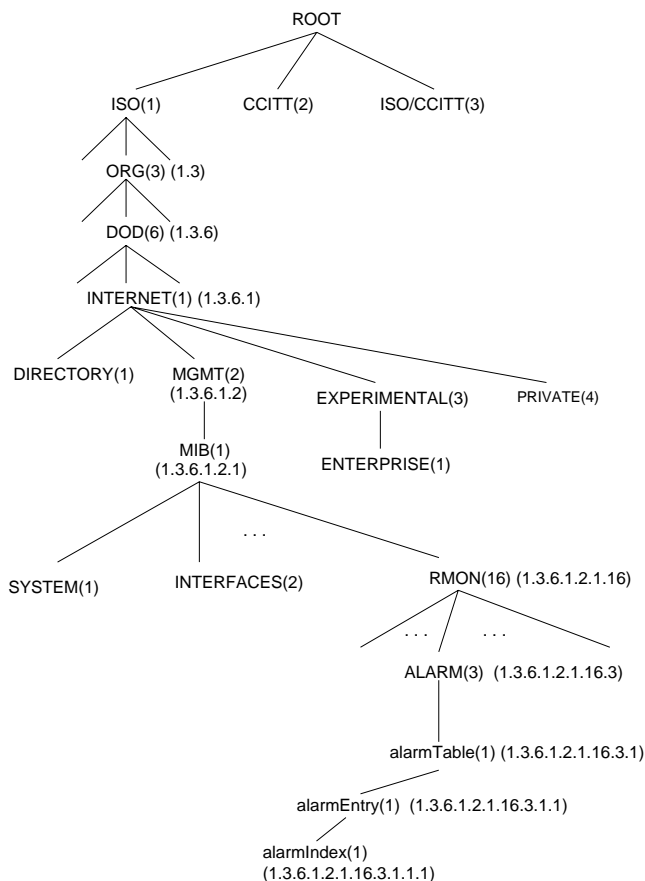 ROOT
ISO(1) CCITT(2) ISO/CCITT(3)
ORG(3) (1.3)
DOD(6) (1.3.6)
INTERNET(1) (1.3.6.1)
DIRECTORY(1) MGMT(2) EXPERIMENTAL(3) PRIVATE(4)
(1.3.6.1.2)
MIB(1) ENTERPRISE(1)
(1.3.6.1.2.1)
. . .
SYSTEM(1) INTERFACES(2) RMON(16) (1.3.6.1.2.1.16)
. . . . . .
ALARM(3) (1.3.6.1.2.1.16.3)
alarmTable(1) (1.3.6.1.2.1.16.3.1)
alarmEntry(1) (1.3.6.1.2.1.16.3.1.1)
alarmIndex(1)
(1.3.6.1.2.1.16.3.1.1.1)